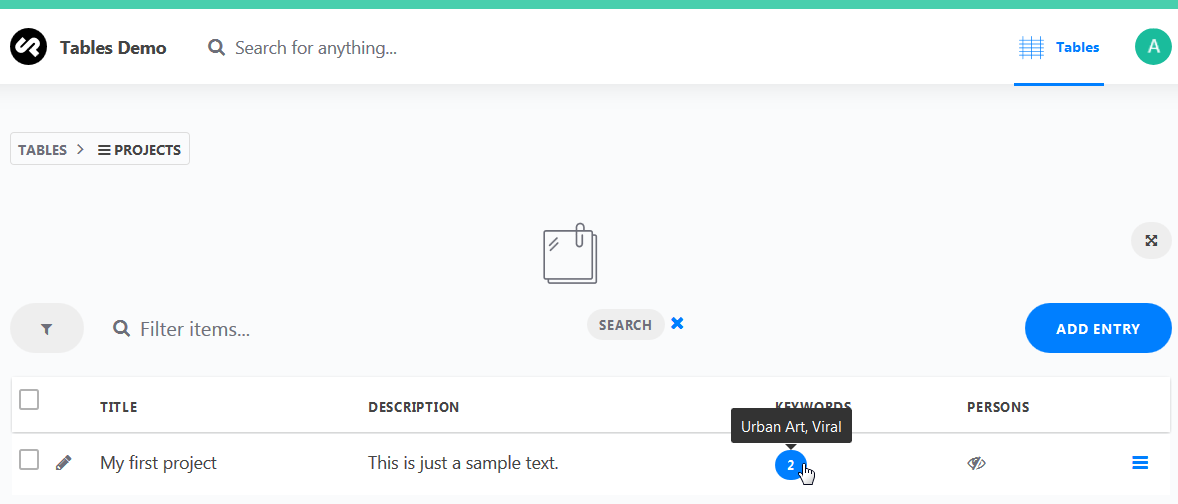 Tables Demo
Search for anything...
Tables
A
TABLES
PROJECTS
Filter items...
SEARCH
ADD ENTRY
TITLE
DESCRIPTION
KEYWORDS
PERSONS
Urban Art, Viral
My first project
This is just a sample text.
2